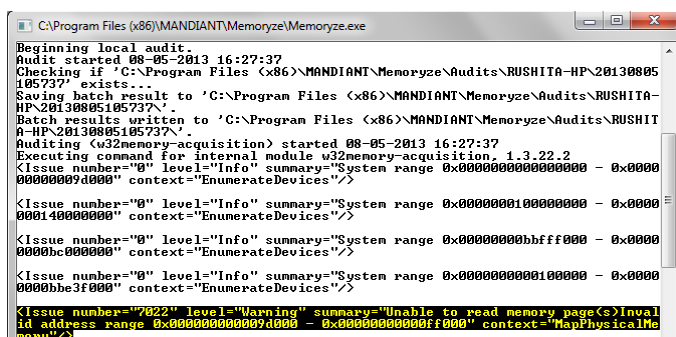 C:\Program Files (x86)\MANDIANT\Memoryze\Memoryze.exe
Beginning local audit.
Audit started 08-05-2013 16:27:37
Checking if 'C:\Program Files (x86)\MANDIANT\Memoryze\Audits\RUSHITA-HP\20130805
105737' exists...
Saving batch result to 'C:\Program Files (x86)\MANDIANT\Memoryze\Audits\RUSHITA-
HP\20130805105737\'.
Batch results written to 'C:\Program Files (x86)\MANDIANT\Memoryze\Audits\RUSHIT
A-HP\20130805105737\'.
Auditing (w32memory-acquisition) started 08-05-2013 16:27:37
Executing command for internal module w32memory-acquisition, 1.3.22.2
<Issue number="0" level="Info" summary="System range 0x0000000000000000 - 0x0000
00000009d000" context="EnumerateDevices"/>
<Issue number="0" level="Info" summary="System range 0x0000000100000000 - 0x0000
000140000000" context="EnumerateDevices"/>
<Issue number="0" level="Info" summary="System range 0x00000000bbfff000 - 0x0000
0000bc000000" context="EnumerateDevices"/>
<Issue number="0" level="Info" summary="System range 0x0000000000100000 - 0x0000
0000bbe3f000" context="EnumerateDevices"/>
<Issue number="7022" level="Warning" summary="Unable to read memory page(s)Inval
id address range 0x000000000009d000 - 0x00000000000ff000" context="MapPhysicalMe
mory"/>